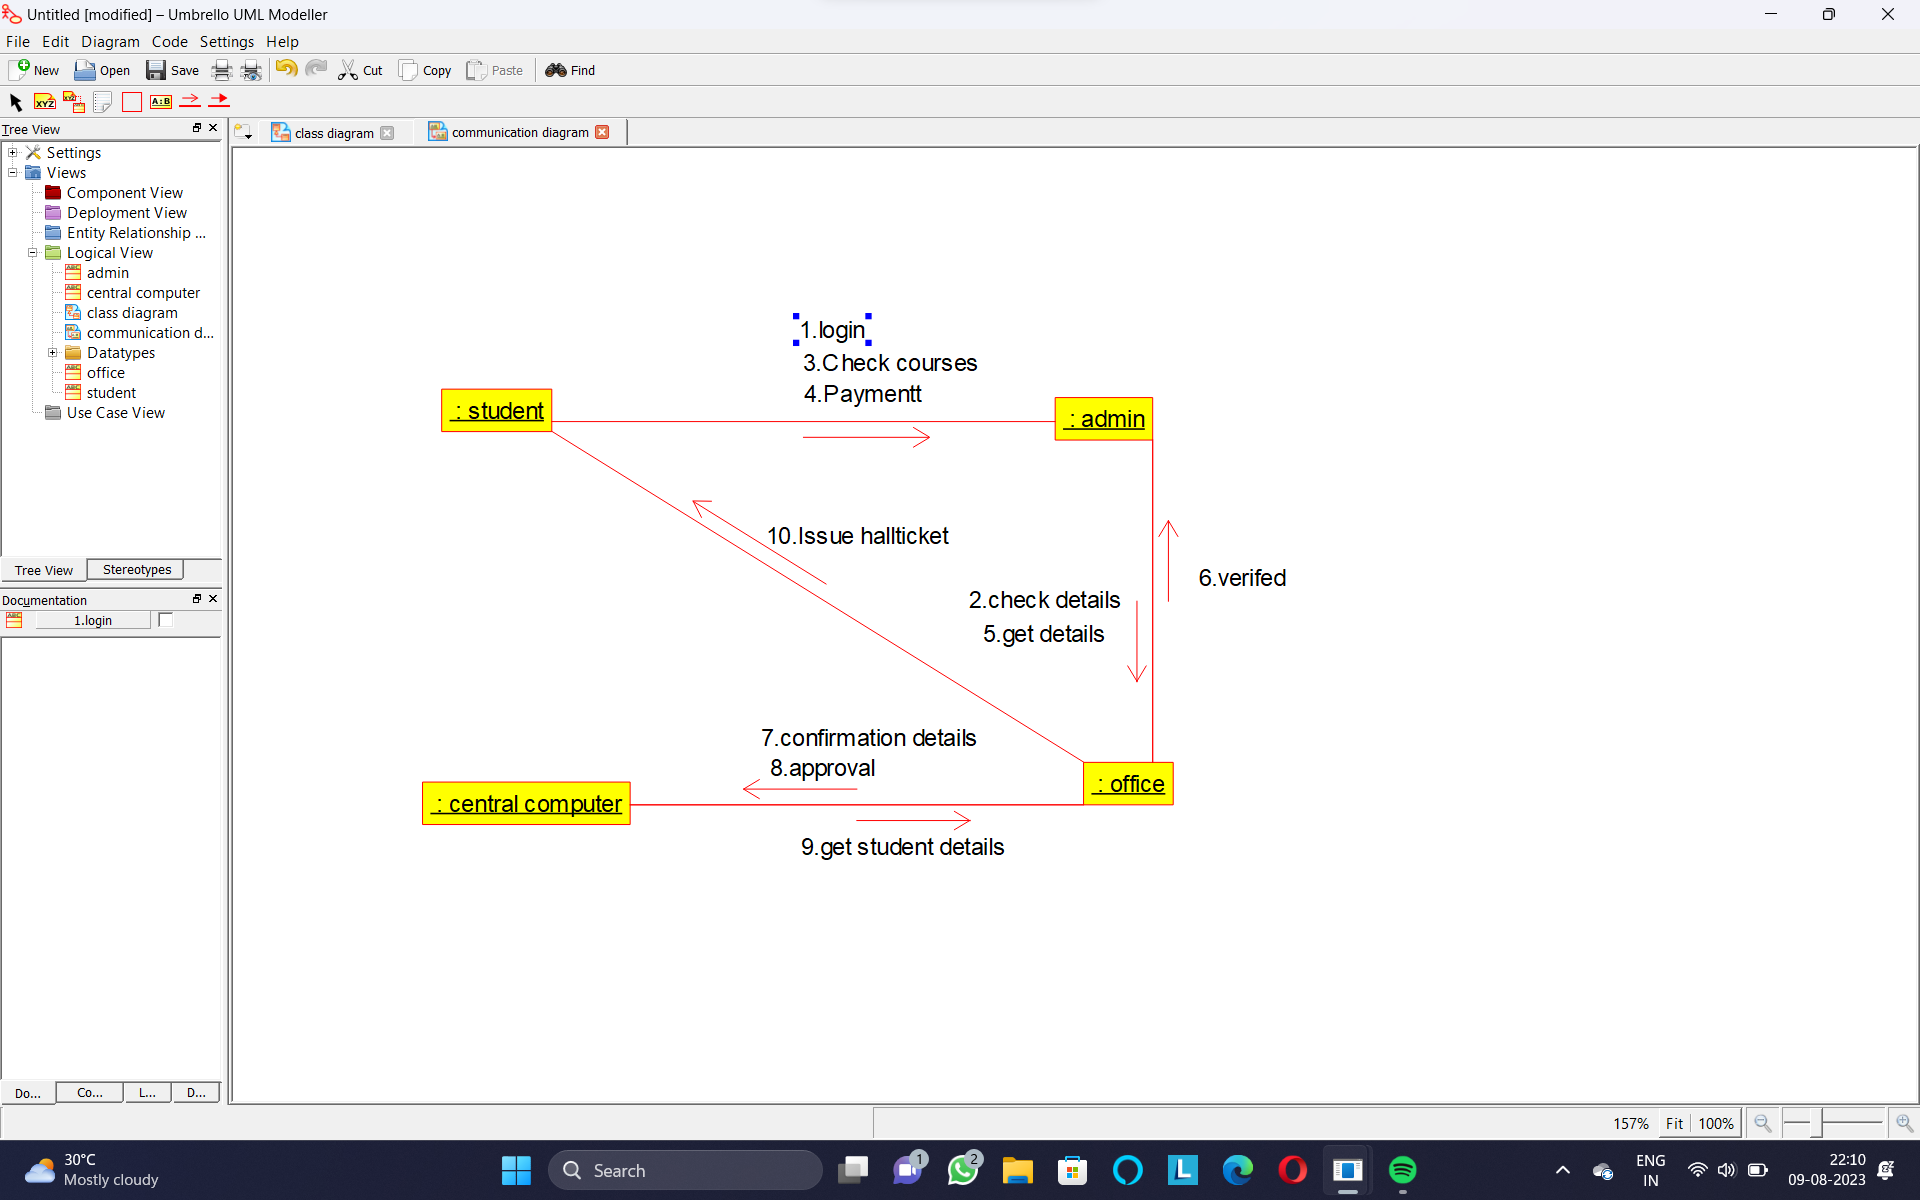 Untitled [modified] – Umbrello UML Modeller
File Edit Diagram Code Settings Help
New Open Save Cut Copy Paste Find
XYZ A:B
Tree View
class diagram
communication diagram
Settings
Views
Component View
Deployment View
Entity Relationship ...
Logical View
admin
central computer
class diagram
communication d...
Datatypes
office
student
Use Case View
Tree View Stereotypes
Documentation
1.login
Do... Co... L... D...
1.login
3.Check courses
4.Paymentt
: student
: admin
10.Issue hallticket
6.verifed
2.check details
5.get details
7.confirmation details
8.approval
: central computer
: office
9.get student details
157% Fit 100%
30°C
Mostly cloudy
Search
1
2
L
ENG
IN
22:10
09-08-2023